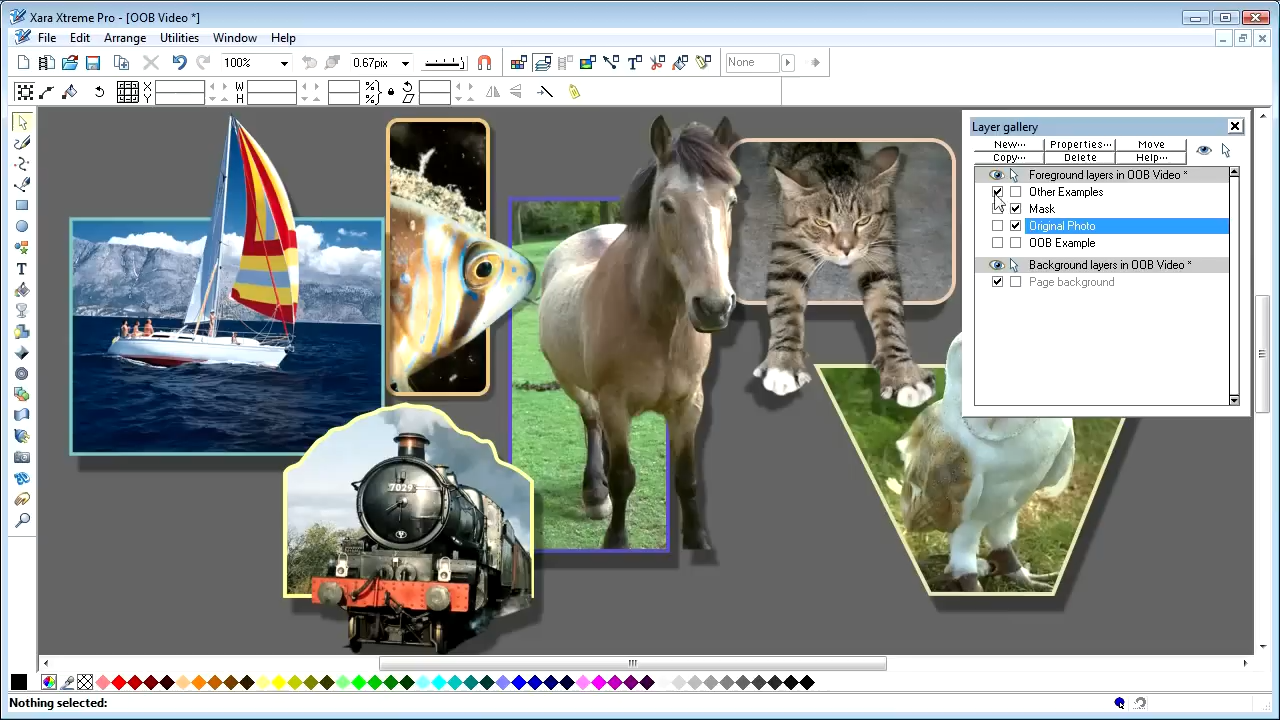 Xara Xtreme Pro - [OOB Video *]
File Edit Arrange Utilities Window Help
100% 0.67pix None
X
Y
W
H
%
%
Layer gallery
New... Properties... Move
Copy... Delete Help...
Foreground layers in OOB Video *
Other Examples
Mask
Original Photo
OOB Example
Background layers in OOB Video *
Page background
7029
Nothing selected: